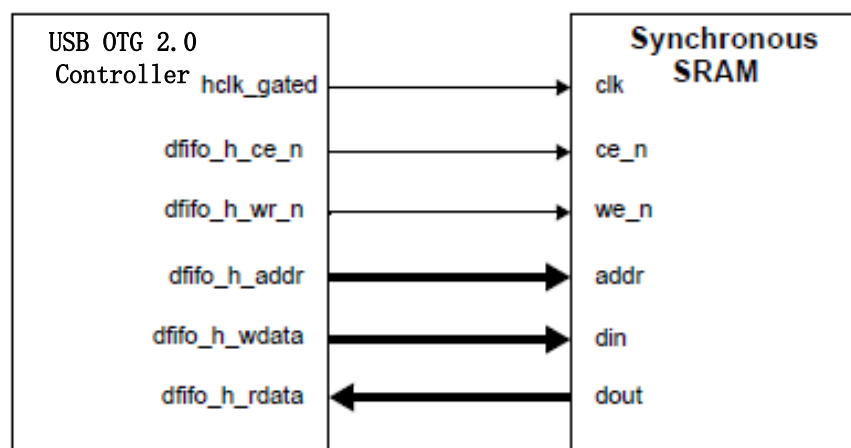 USB OTG 2.0
Controller
Synchronous
SRAM
hclk_gated
clk
dfifo_h_ce_n
ce_n
dfifo_h_wr_n
we_n
dfifo_h_addr
addr
dfifo_h_wdata
din
dfifo_h_rdata
dout